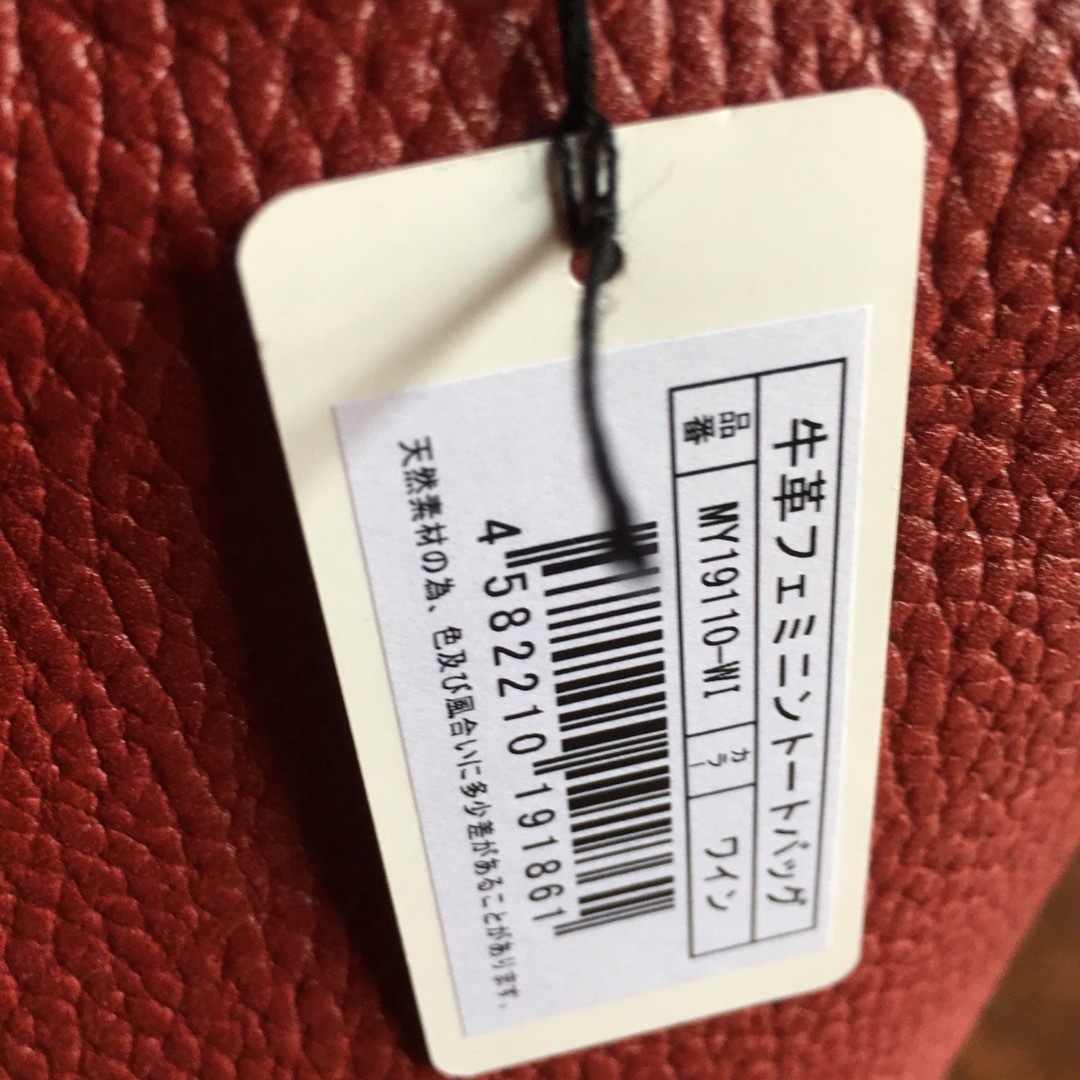 牛革フェミニントートバッグ
品番 MY19110-WI カラー ワイン
4 582210 191861
天然素材の為、色及び風合いに多少差があることがあります。